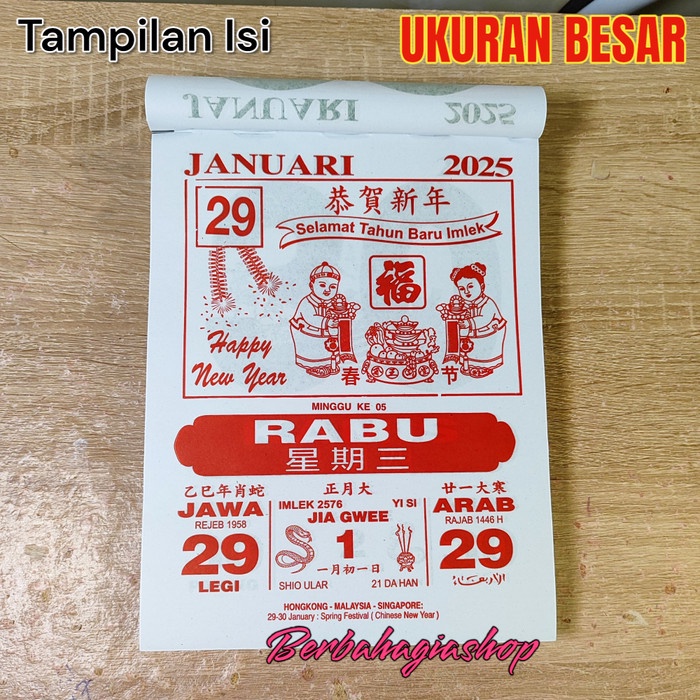 Tampilan Isi
UKURAN BESAR
JANUARI 2025
JANUARI 2025
29
恭賀新年
Selamat Tahun Baru Imlek
福
Happy
New Year
春 节
MINGGU KE 05
RABU
星期三
乙巳年肖蛇
JAWA
REJEB 1958
29
LEGI
正月大
IMLEK 2576 YI SI
JIA GWEE
1
一月初一日
SHIO ULAR 21 DA HAN
廿一大寒
ARAB
RAJAB 1446 H
29
الاربعاء
HONGKONG - MALAYSIA - SINGAPORE:
29-30 January : Spring Festival ( Chinese New Year )
Berbahagiashop